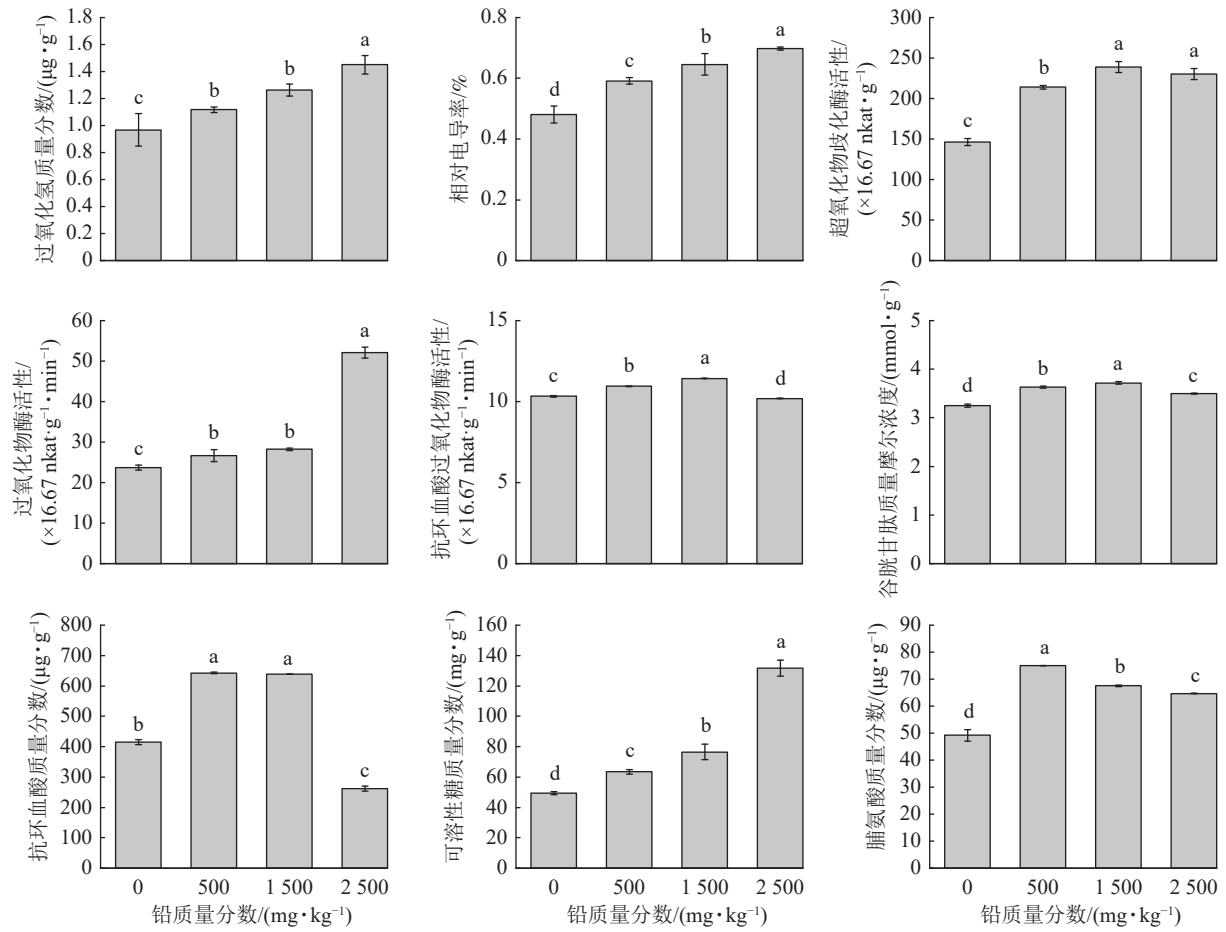 过氧化氢质量分数/(μg·g⁻¹)
1.8
1.6
1.4
1.2
1.0
0.8
0.6
0.4
0.2
0
c
b
b
a
相对电导率/%
0.8
0.6
0.4
0.2
0
d
c
b
a
超氧化物歧化酶活性/
(×16.67 nkat·g⁻¹)
300
250
200
150
100
50
0
c
b
a
a
过氧化物酶活性/
(×16.67 nkat·g⁻¹·min⁻¹)
60
50
40
30
20
10
0
c
b
b
a
抗环血酸过氧化物酶活性/
(×16.67 nkat·g⁻¹·min⁻¹)
15
10
5
0
c
b
a
d
谷胱甘肽质量摩尔浓度/(mmol·g⁻¹)
5
4
3
2
1
0
d
b
a
c
抗环血酸质量分数/(μg·g⁻¹)
800
700
600
500
400
300
200
100
0
b
a
a
c
0 500 1 500 2 500
铅质量分数/(mg·kg⁻¹)
可溶性糖质量分数/(mg·g⁻¹)
160
140
120
100
80
60
40
20
0
d
c
b
a
0 500 1 500 2 500
铅质量分数/(mg·kg⁻¹)
脯氨酸质量分数/(μg·g⁻¹)
90
80
70
60
50
40
30
20
10
0
d
a
b
c
0 500 1 500 2 500
铅质量分数/(mg·kg⁻¹)